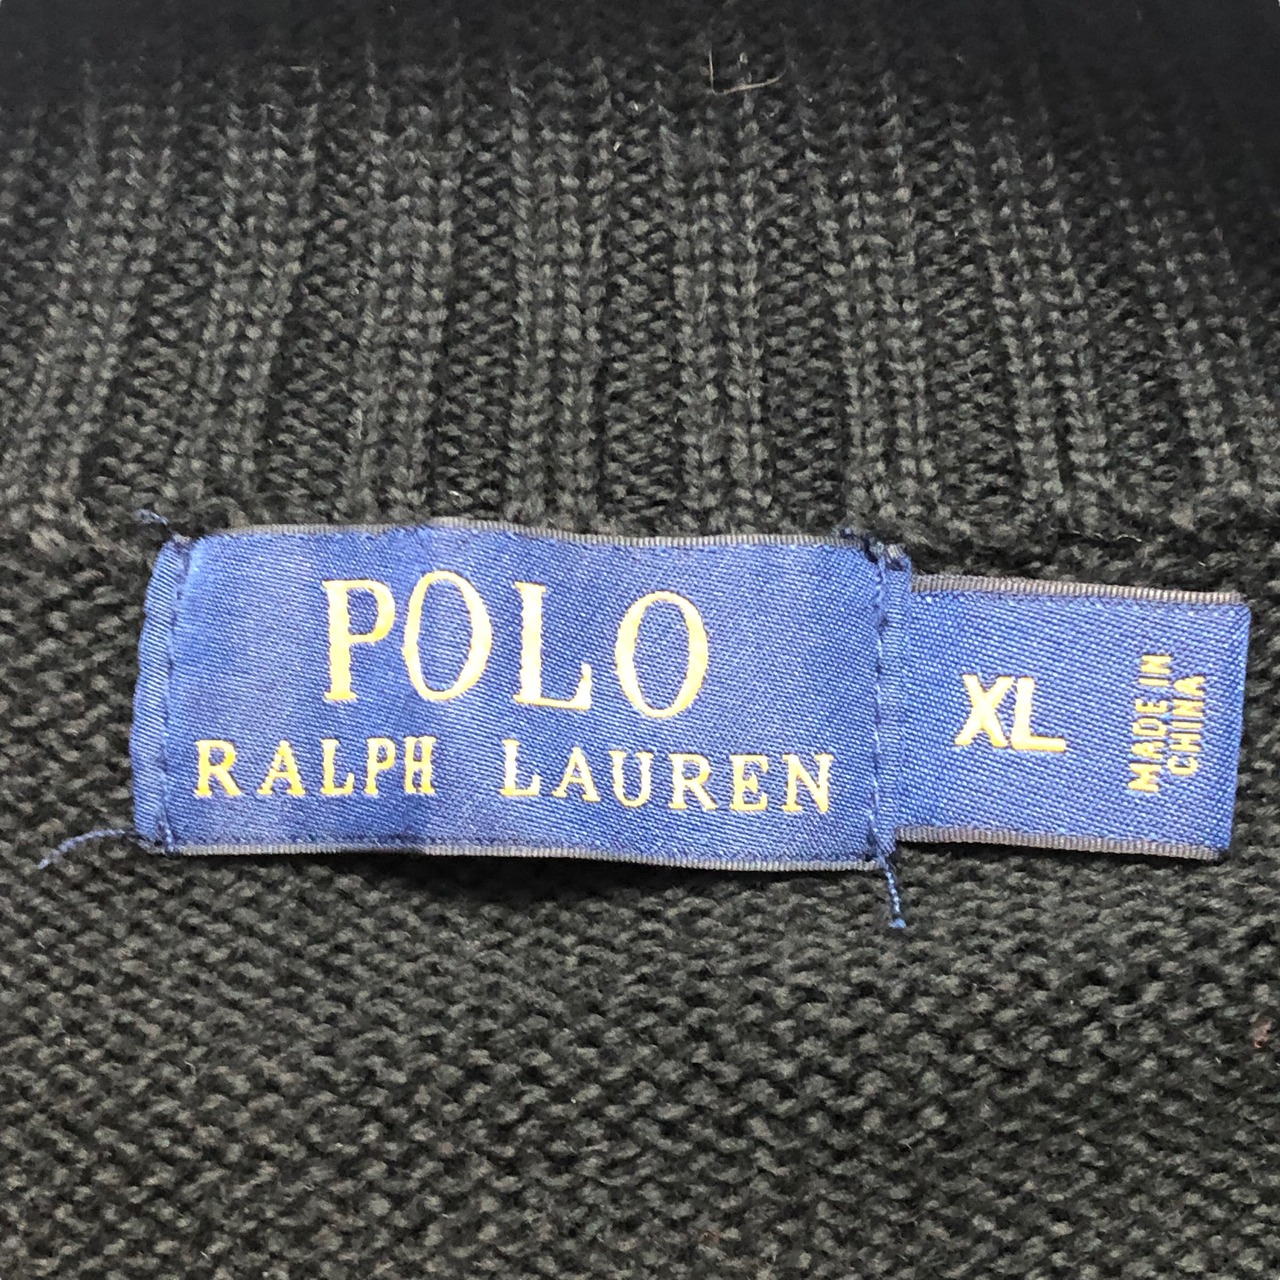 POLO
RALPH LAUREN
XL
MADE IN
CHINA